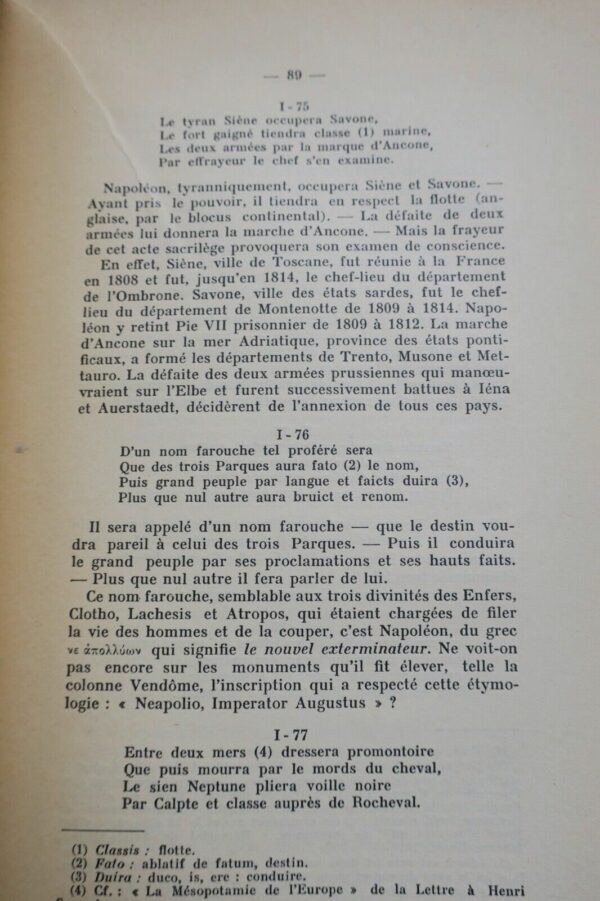 — 89 —
I - 75
Le tyran Siène occupera Savone,
Le fort gaigné tiendra classe (1) marine,
Les deux armées par la marque d'Ancone,
Par effrayeur le chef s'en examine.
Napoléon, tyranniquement, occupera Siène et Savone. —
Ayant pris le pouvoir, il tiendra en respect la flotte (an-
glaise, par le blocus continental). — La défaite de deux
armées lui donnera la marche d'Ancone. — Mais la frayeur
de cet acte sacrilège provoquera son examen de conscience.
En effet, Siène, ville de Toscane, fut réunie à la France
en 1808 et fut, jusqu'en 1814, le chef-lieu du département
de l'Ombrone. Savone, ville des états sardes, fut le chef-
lieu du département de Montenotte de 1809 à 1814. Napo-
léon y retint Pie VII prisonnier de 1809 à 1812. La marche
d'Ancone sur la mer Adriatique, province des états ponti-
ficaux, a formé les départements de Trento, Musone et Met-
tauro. La défaite des deux armées prussiennes qui manœu-
vraient sur l'Elbe et furent successivement battues à Iéna
et Auerstaedt, décidèrent de l'annexion de tous ces pays.
I - 76
D'un nom farouche tel proféré sera
Que des trois Parques aura fato (2) le nom,
Puis grand peuple par langue et faicts duira (3),
Plus que nul autre aura bruict et renom.
Il sera appelé d'un nom farouche — que le destin vou-
dra pareil à celui des trois Parques. — Puis il conduira
le grand peuple par ses proclamations et ses hauts faits.
— Plus que nul autre il fera parler de lui.
Ce nom farouche, semblable aux trois divinités des Enfers,
Clotho, Lachesis et Atropos, qui étaient chargées de filer
la vie des hommes et de la couper, c'est Napoléon, du grec
νε ἀπολλύων qui signifie le nouvel exterminateur. Ne voit-on
pas encore sur les monuments qu'il fit élever, telle la
colonne Vendôme, l'inscription qui a respecté cette étymo-
logie : « Neapolio, Imperator Augustus » ?
I - 77
Entre deux mers (4) dressera promontoire
Que puis mourra par le mords du cheval,
Le sien Neptune pliera voille noire
Par Calpte et classe auprès de Rocheval.
(1) Classis : flotte.
(2) Fato : ablatif de fatum, destin.
(3) Duira : duco, is, ere : conduire.
(4) Cf. : « La Mésopotamie de l'Europe » de la Lettre à Henri